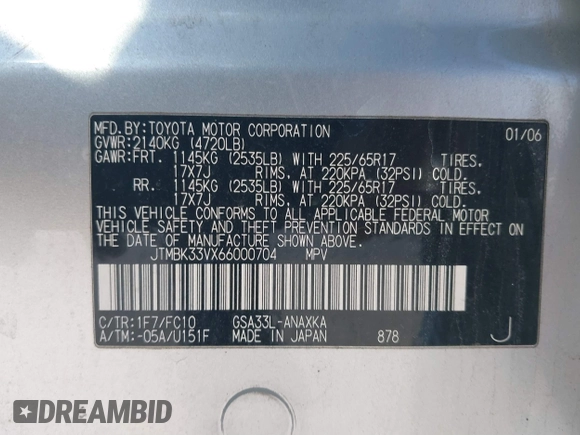 MFD.BY:TOYOTA MOTOR CORPORATION 01/06
GVWR:2140KG (4720LB)
GAWR:FRT. 1145KG (2535LB) WITH 225/65R17 TIRES.
17X7J RIMS, AT 220KPA (32PSI) COLD.
RR. 1145KG (2535LB) WITH 225/65R17 TIRES.
17X7J RIMS, AT 220KPA (32PSI) COLD.
THIS VEHICLE CONFORMS TO ALL APPLICABLE FEDERAL MOTOR
VEHICLE SAFETY AND THEFT PREVENTION STANDARDS IN EFFECT ON
THE DATE OF MANUFACTURE SHOWN ABOVE.
JTMBK33VX66000704 MPV
C/TR:1F7/FC10 GSA33L-ANAXKA
A/TM:-05A/U151F MADE IN JAPAN 878 J
DREAMBID